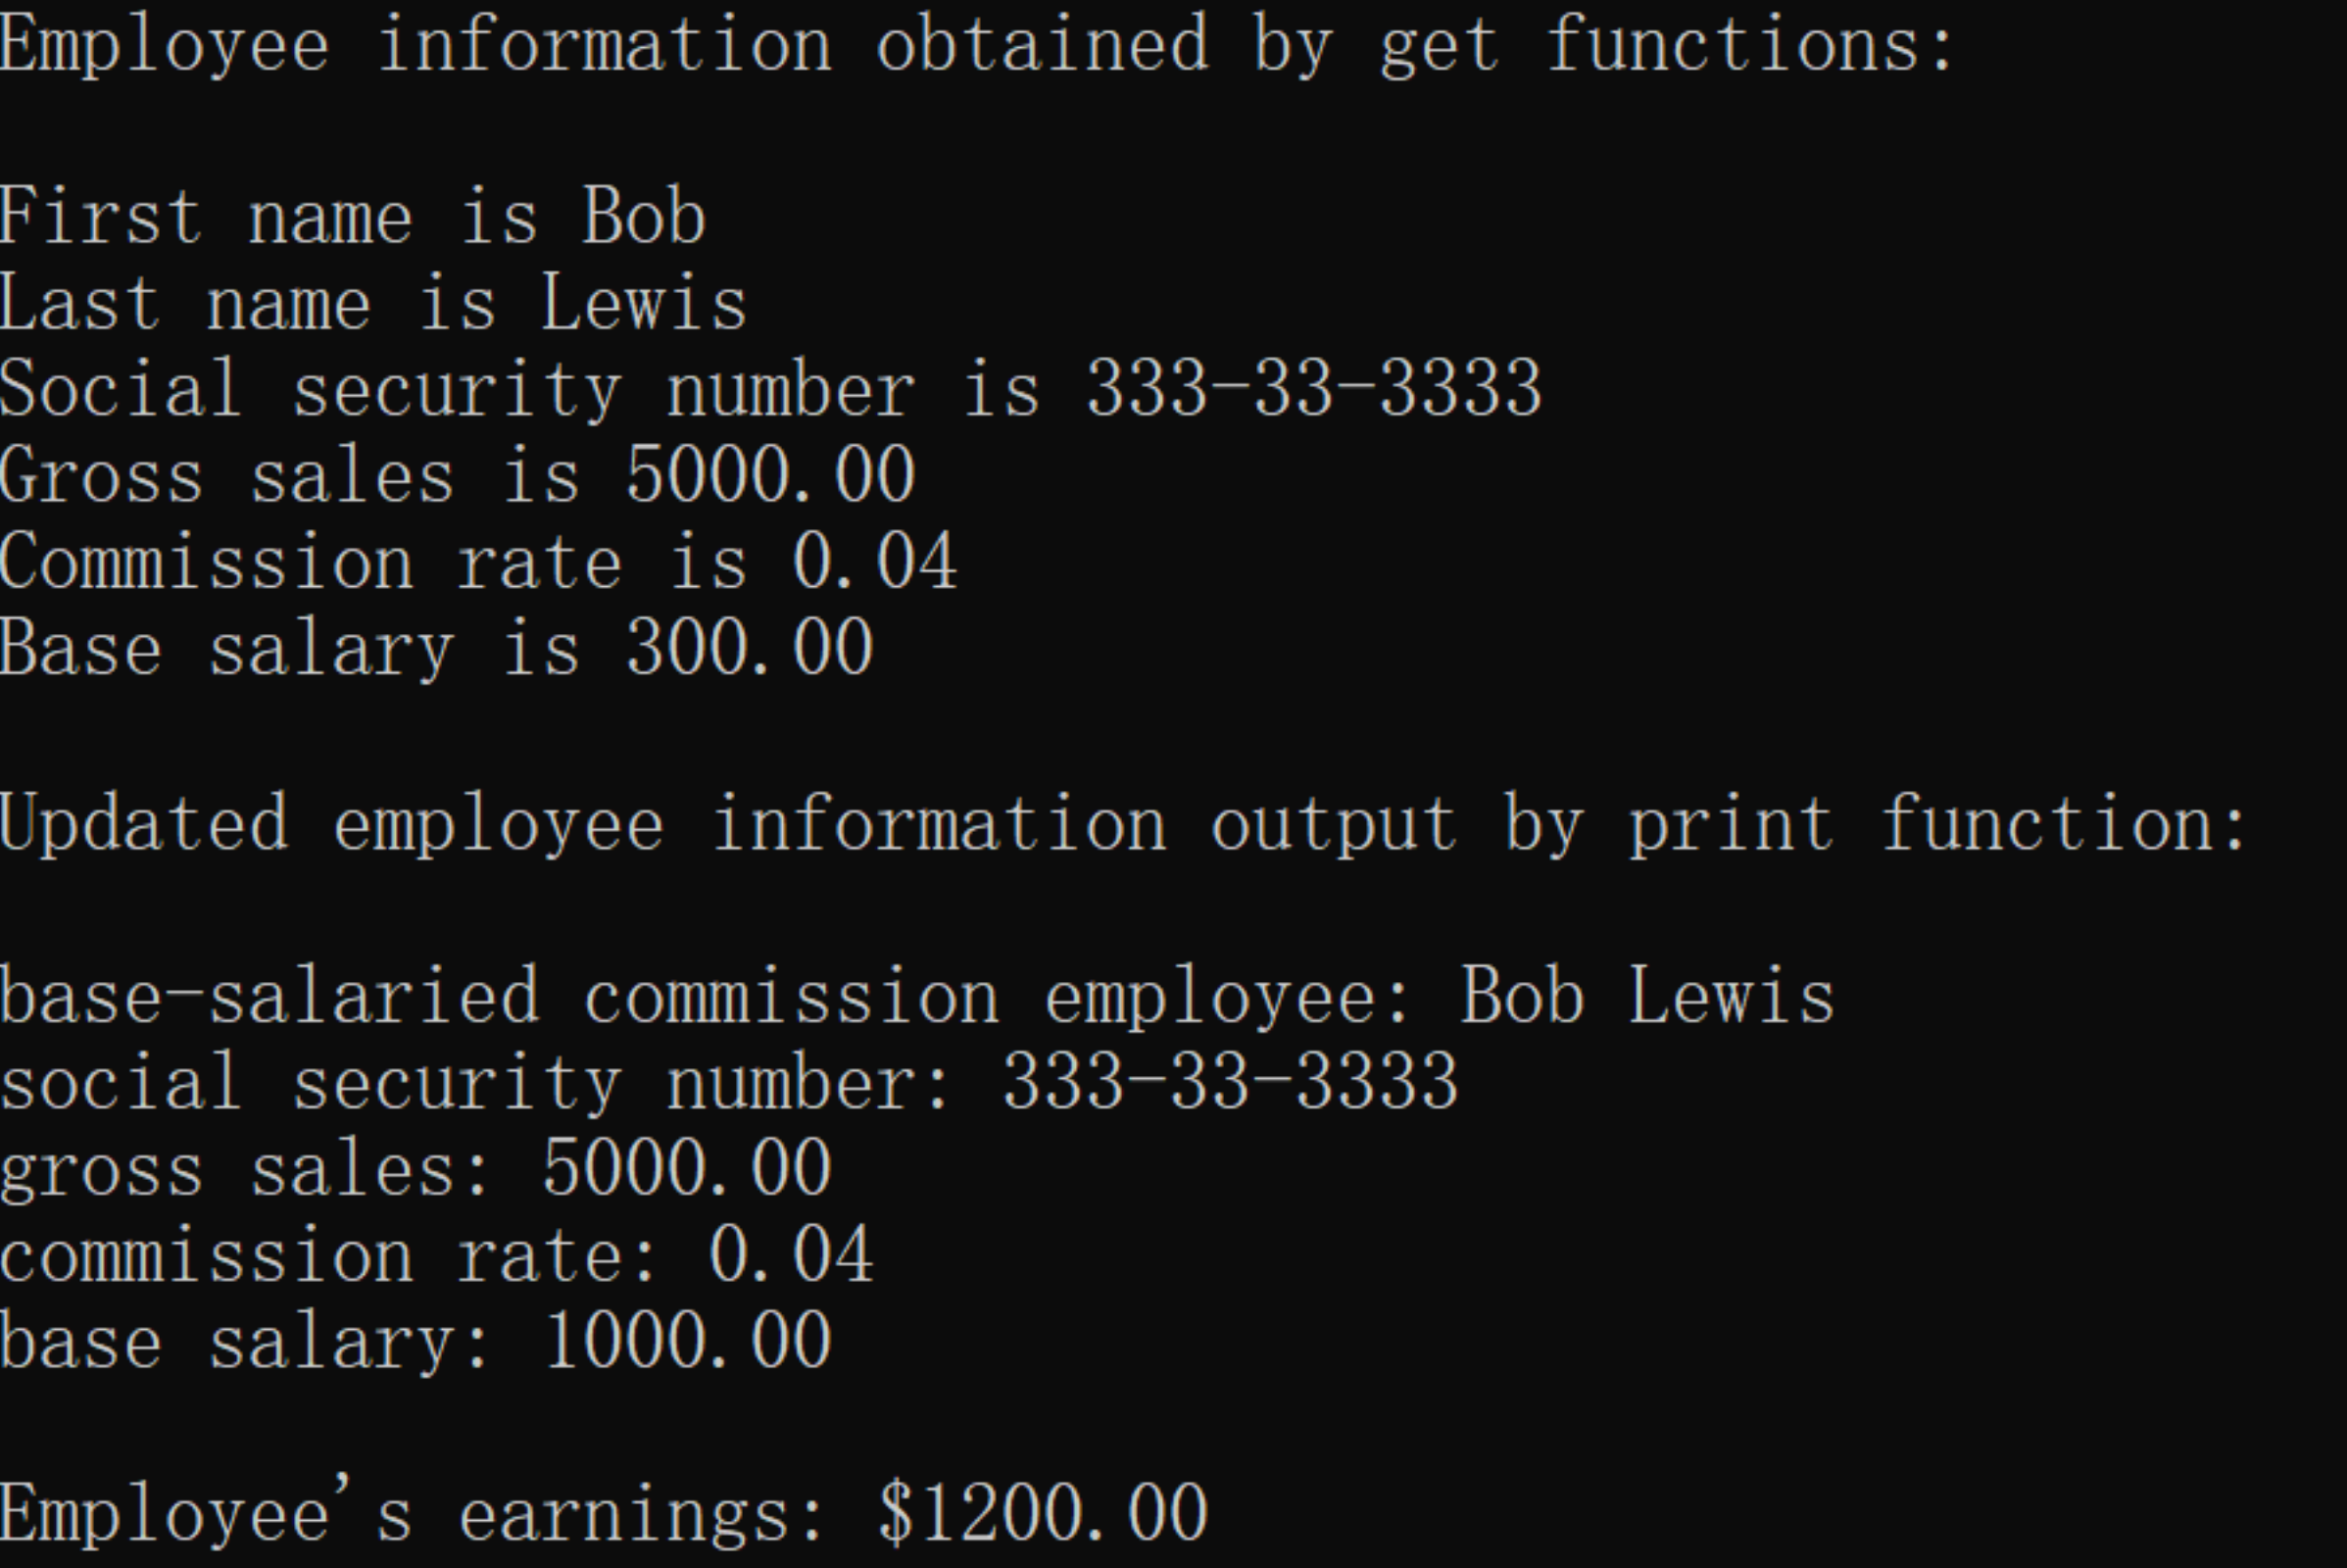 Employee information obtained by get functions:
First name is Bob
Last name is Lewis
Social security number is 333-33-3333
Gross sales is 5000.00
Commission rate is 0.04
Base salary is 300.00
Updated employee information output by print function:
base-salaried commission employee: Bob Lewis
social security number: 333-33-3333
gross sales: 5000.00
commission rate: 0.04
base salary: 1000.00
Employee's earnings: $1200.00